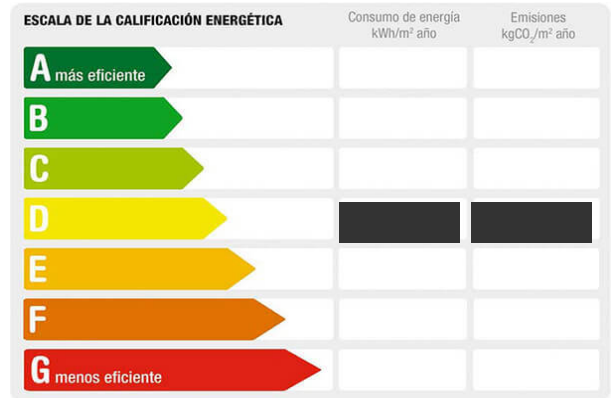 ESCALA DE LA CALIFICACIÓN ENERGÉTICA
Consumo de energía
kWh/m² año
Emisiones
kgCO₂/m² año
A más eficiente
B
C
D
E
F
G menos eficiente